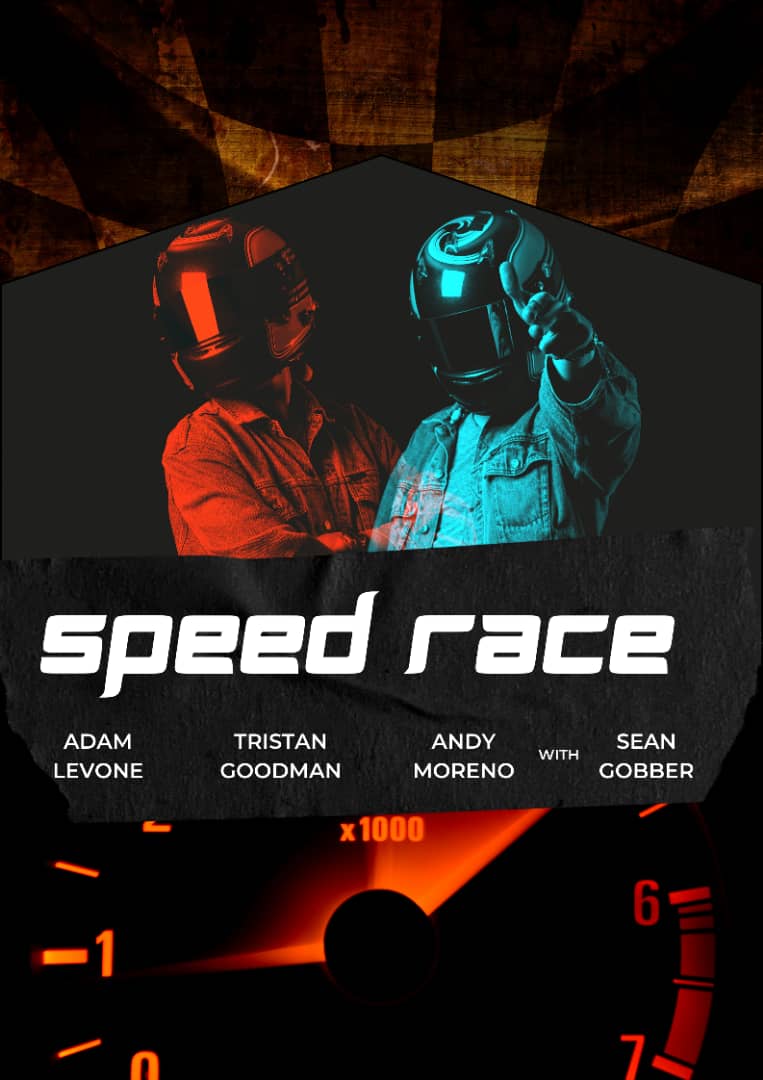 speed race
ADAM LEVONE
TRISTAN GOODMAN
ANDY MORENO
WITH
SEAN GOBBER
2
x1000
1
6
0
7